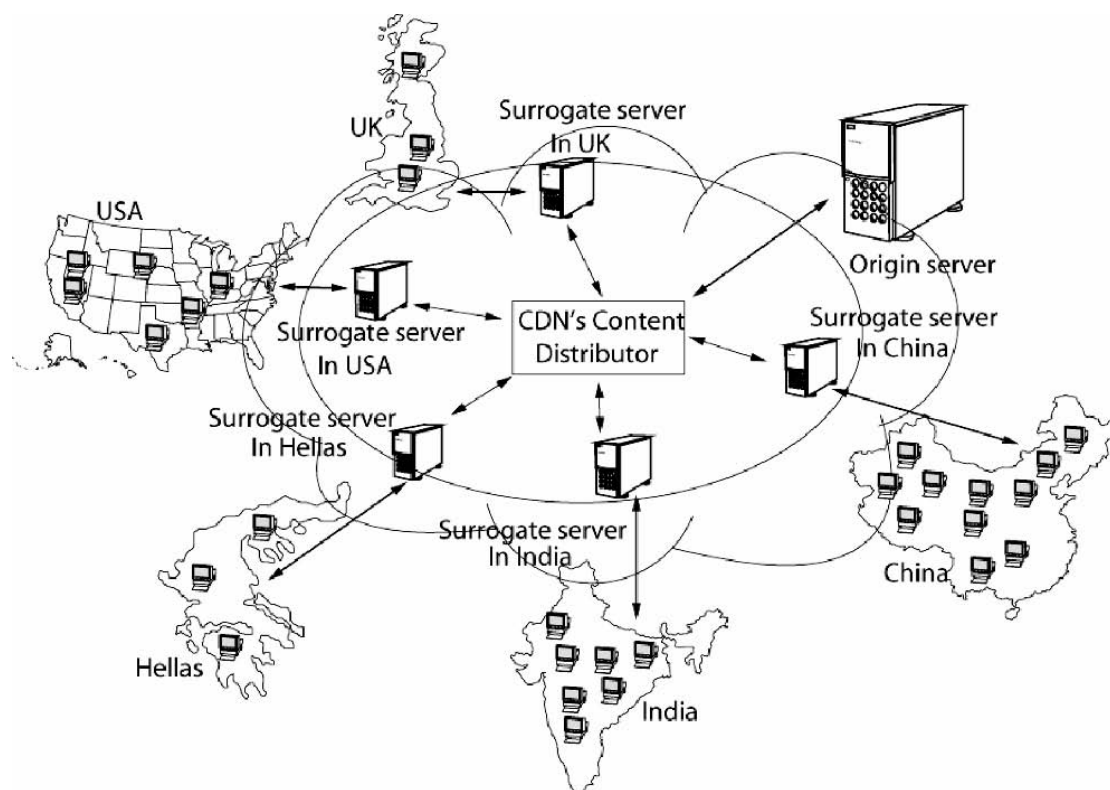 UK
Surrogate server
In UK
USA
Origin server
Surrogate server
In USA
CDN's Content
Distributor
Surrogate server
In China
Surrogate server
In Hellas
Surrogate server
In India
China
Hellas
India